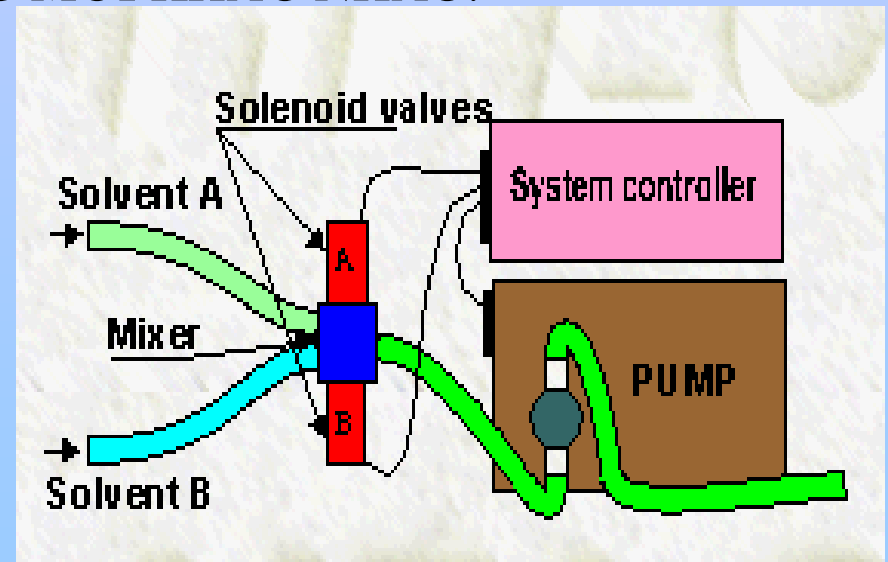 Solenoid valves
System controller
Solvent A
A
Mixer
PUMP
B
Solvent B